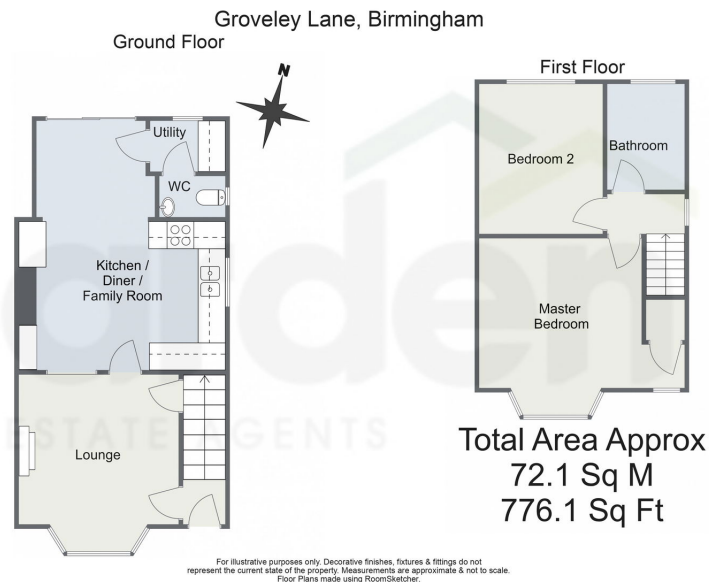 Groveley Lane, Birmingham
Ground Floor
N
Utility
WC
Kitchen /
Diner /
Family Room
Lounge
First Floor
Bedroom 2
Bathroom
Master
Bedroom
arden
ESTATE AGENTS
Total Area Approx
72.1 Sq M
776.1 Sq Ft
For illustrative purposes only. Decorative finishes, fixtures & fittings do not
represent the current state of the property. Measurements are approximate & not to scale.
Floor Plans made using RoomSketcher.